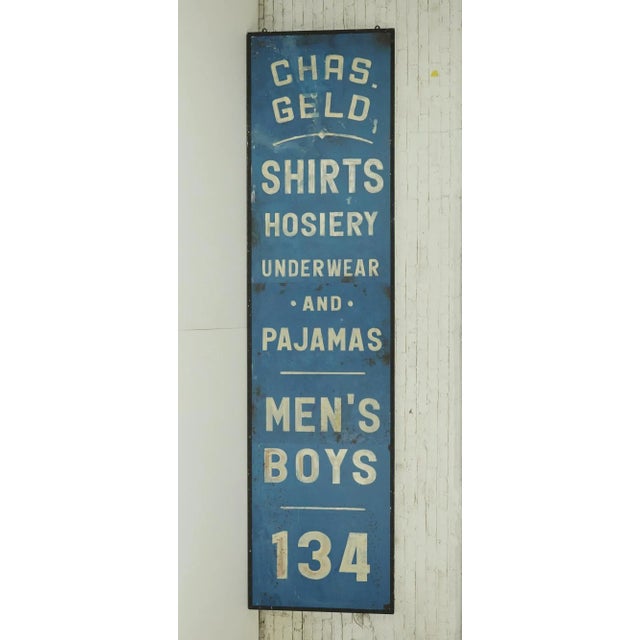 CHAS.
GELD
SHIRTS
HOSIERY
UNDERWEAR
• AND •
PAJAMAS
MEN'S
BOYS
134